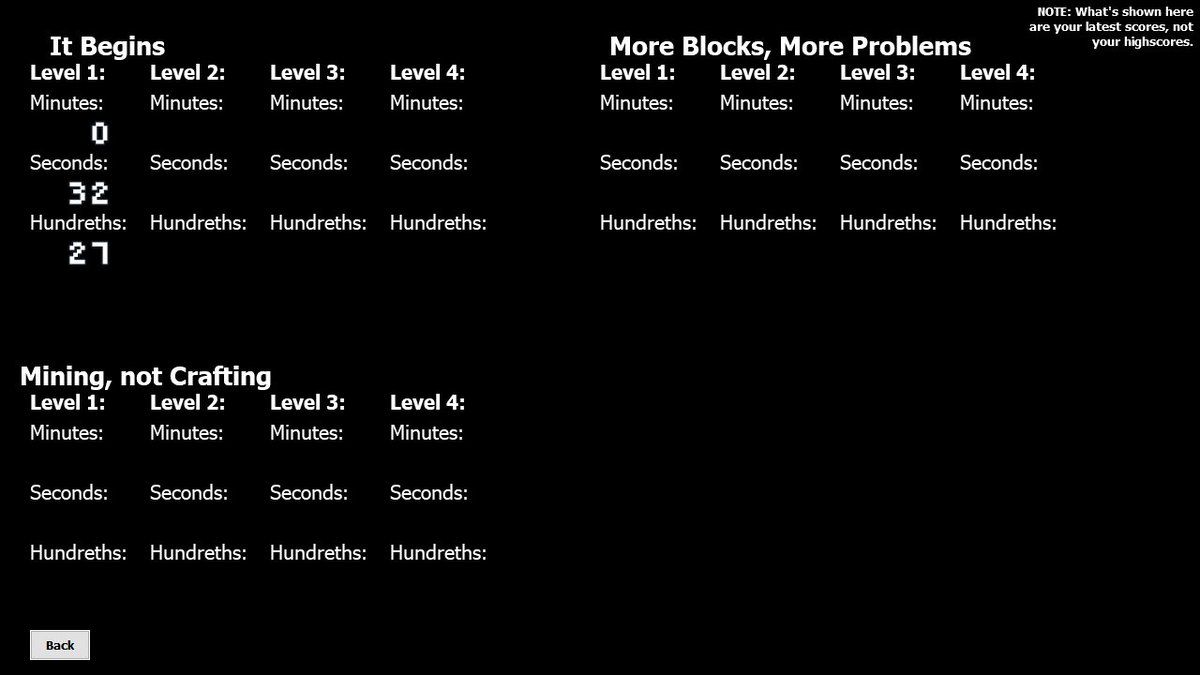 NOTE: What's shown here
are your latest scores, not
your highscores.
It Begins
Level 1: Level 2: Level 3: Level 4:
Minutes: Minutes: Minutes: Minutes:
0
Seconds: Seconds: Seconds: Seconds:
32
Hundreths: Hundreths: Hundreths: Hundreths:
27
More Blocks, More Problems
Level 1: Level 2: Level 3: Level 4:
Minutes: Minutes: Minutes: Minutes:
Seconds: Seconds: Seconds: Seconds:
Hundreths: Hundreths: Hundreths: Hundreths:
Mining, not Crafting
Level 1: Level 2: Level 3: Level 4:
Minutes: Minutes: Minutes: Minutes:
Seconds: Seconds: Seconds: Seconds:
Hundreths: Hundreths: Hundreths: Hundreths:
Back